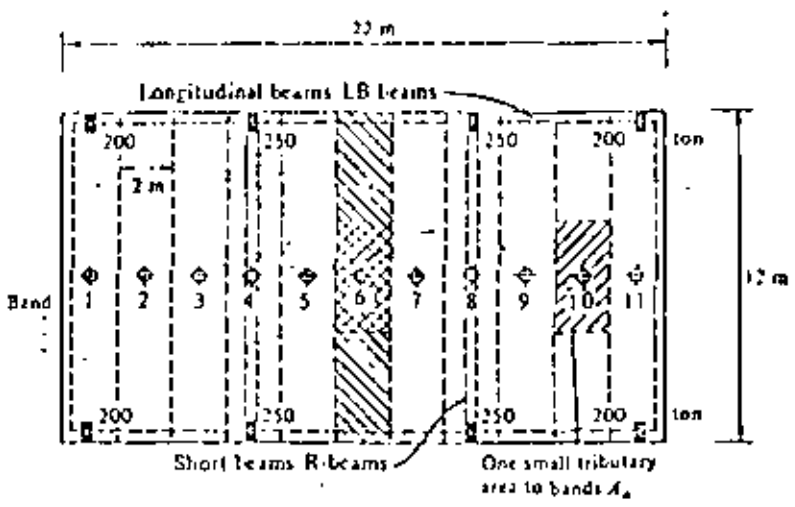 22 m
Longitudinal beams LB beams
200 250 250 200 ton
2 m
Band 1 2 3 4 5 6 7 8 9 10 11
12 m
200 250 250 200 ton
Short beams R-beams
One small tributary
area to bands